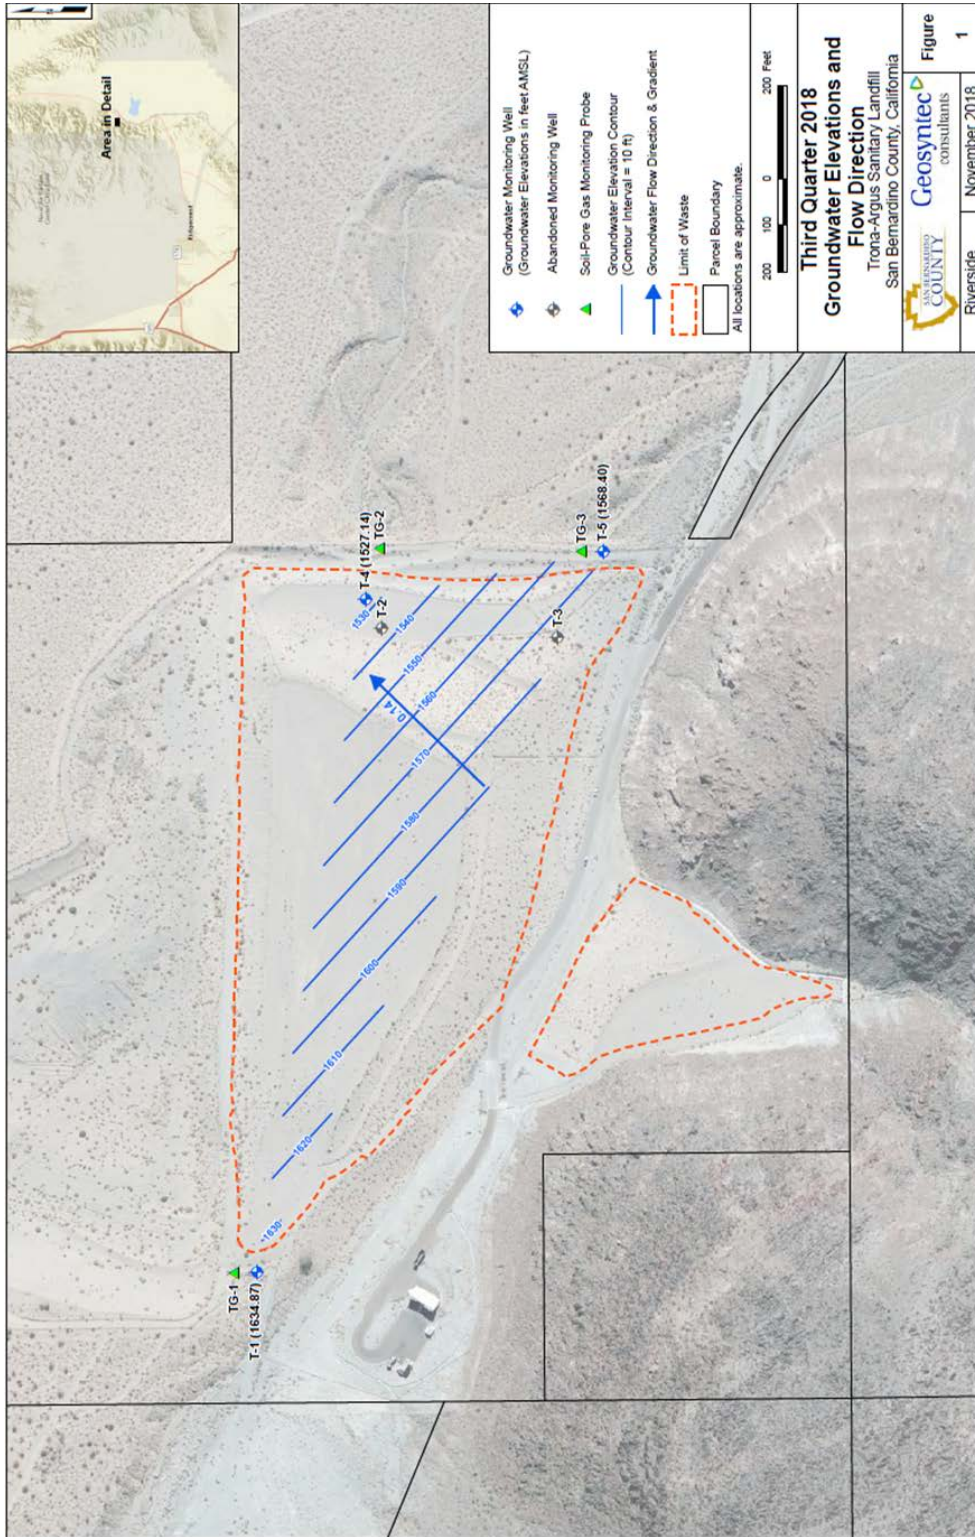 Area in Detail
TG-1
T-1 (1634.87)
1630
1620
1610
1600
1590
1580
1570
1560
1550
1540
1530
0.14
T-4 (1527.14)
TG-2
T-2
TG-3
T-5 (1568.40)
T-3
Groundwater Monitoring Well
(Groundwater Elevations in feet AMSL)
Abandoned Monitoring Well
Soil-Pore Gas Monitoring Probe
Groundwater Elevation Contour
(Contour Interval = 10 ft)
Groundwater Flow Direction & Gradient
Limit of Waste
Parcel Boundary
All locations are approximate.
200 100 0 200 Feet
Third Quarter 2018
Groundwater Elevations and
Flow Direction
Trona-Argus Sanitary Landfill
San Bernardino County, California
SAN BERNARDINO
COUNTY
Geosyntec
consultants
Figure
1
Riverside
November 2018